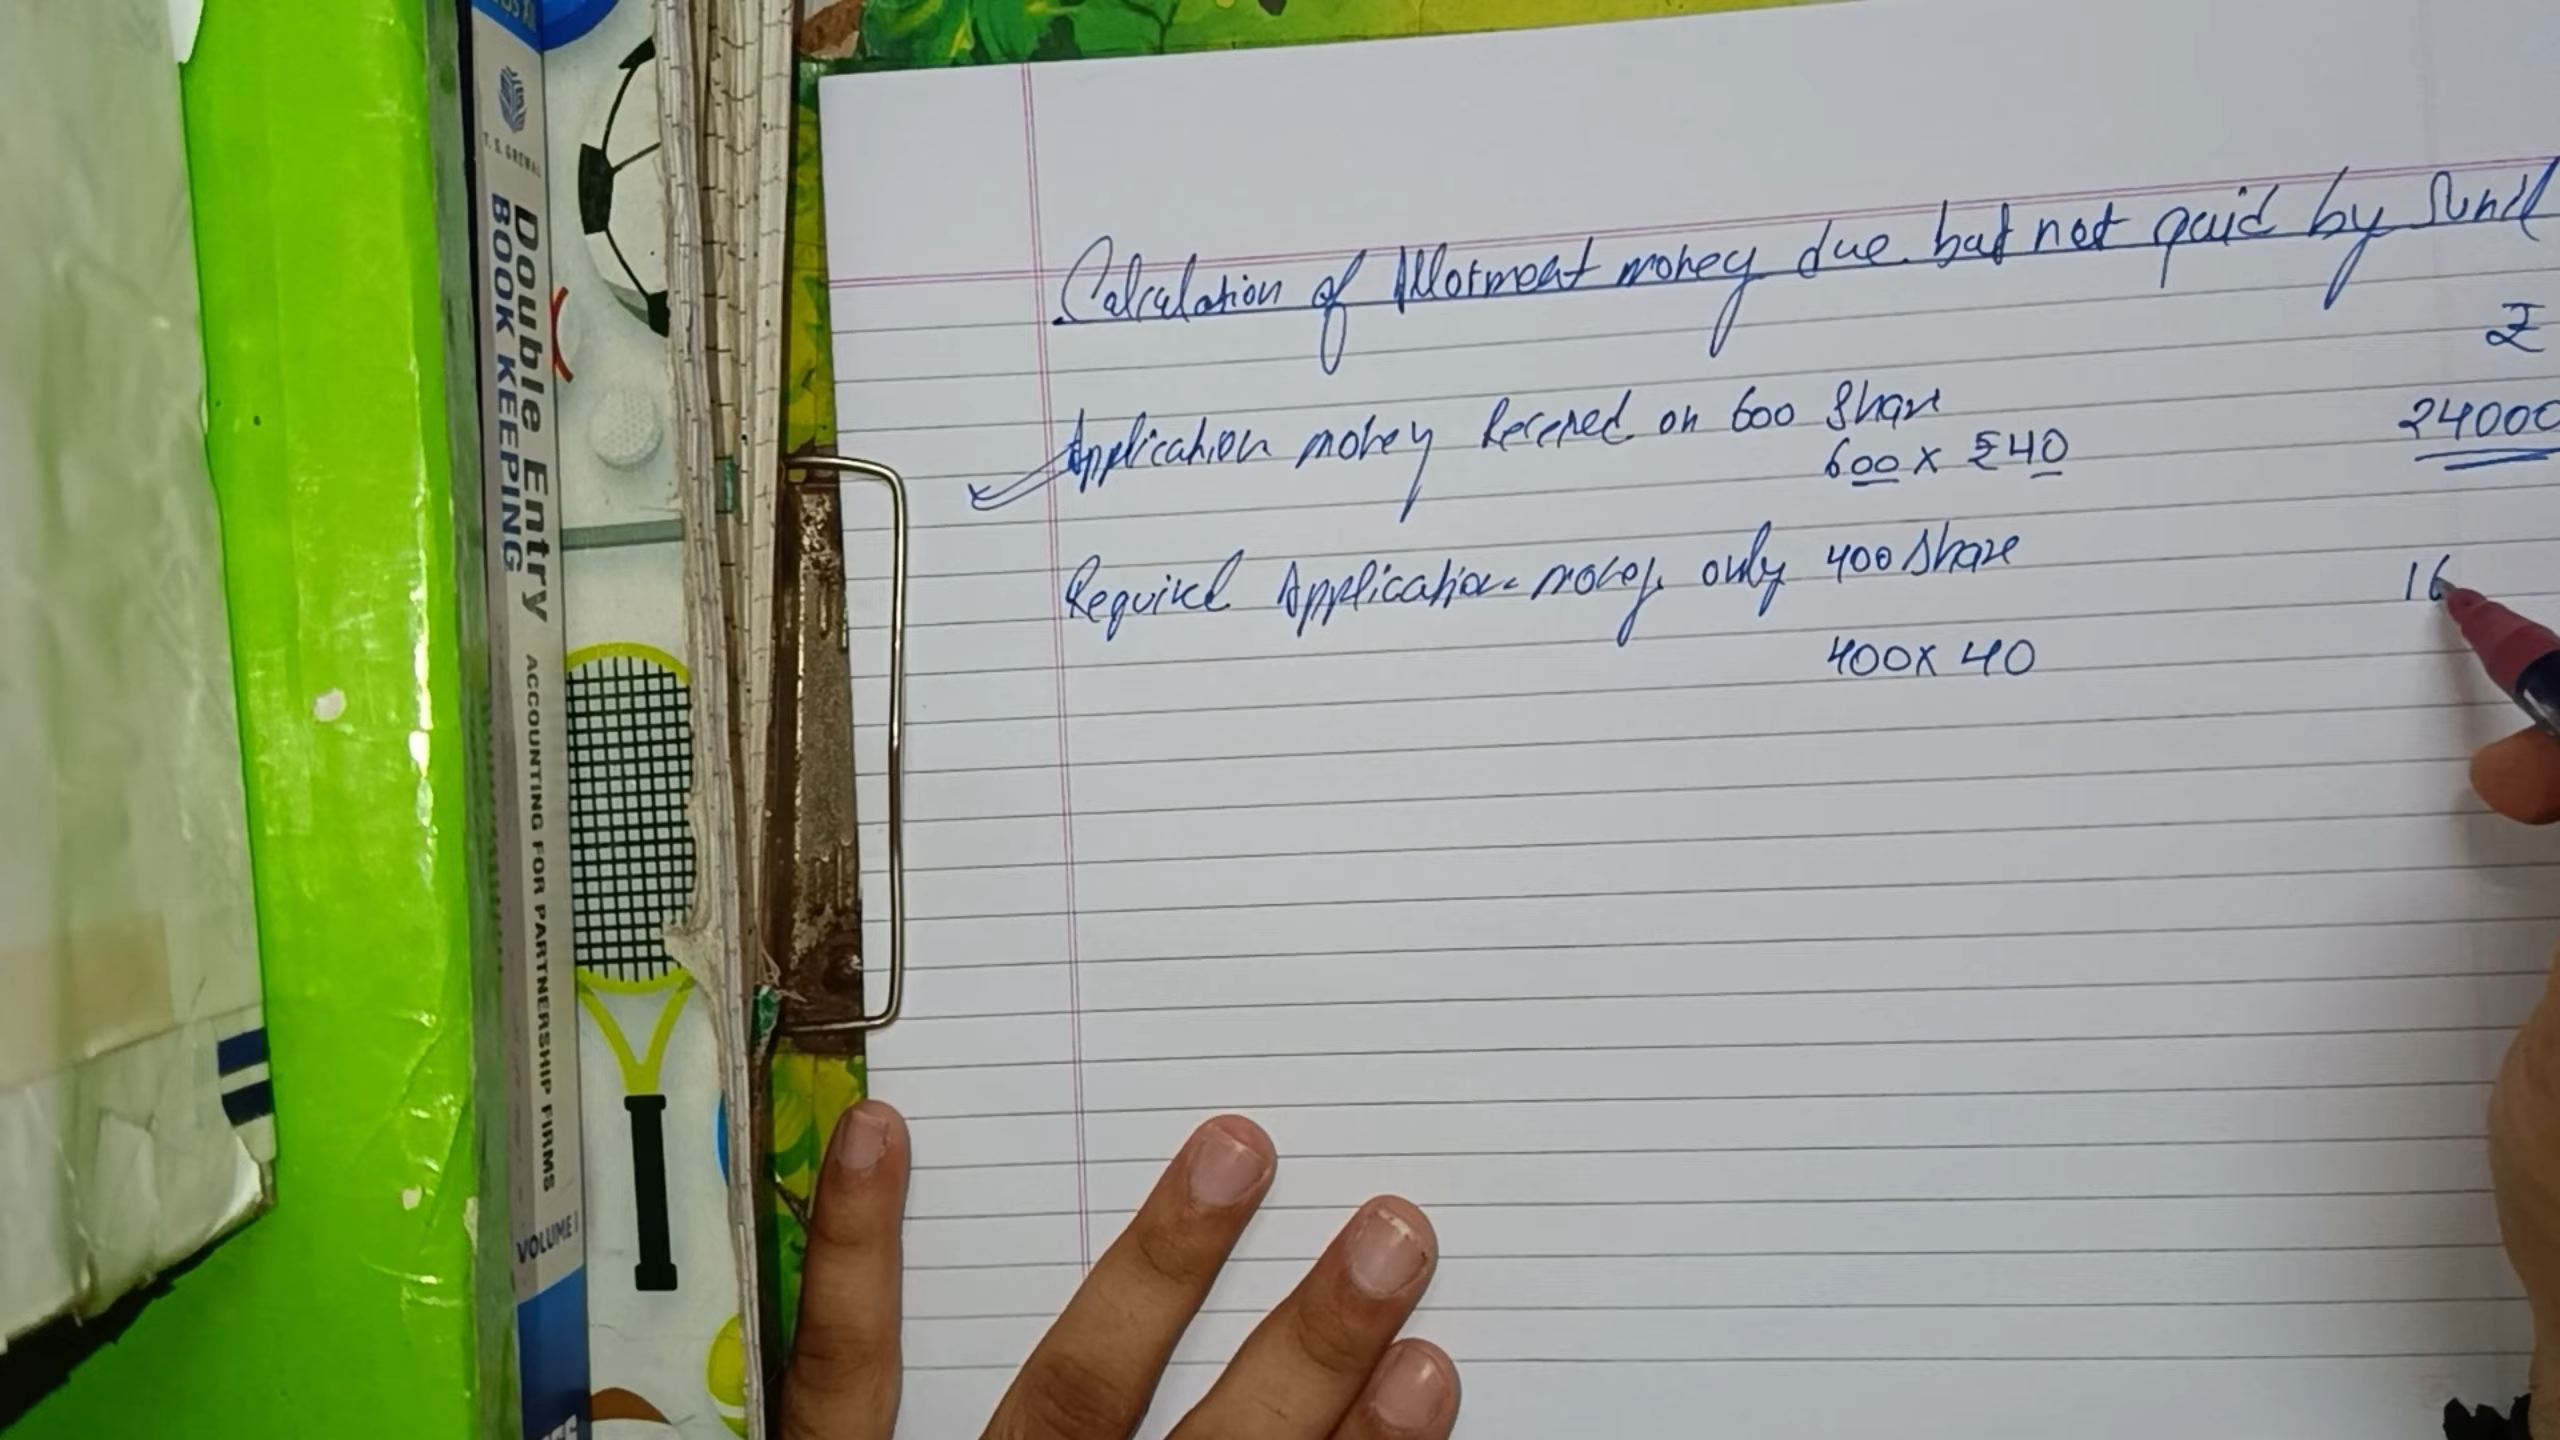 T.S. GREWAL
Double Entry
BOOK KEEPING
ACCOUNTING FOR PARTNERSHIP FIRMS
VOLUME I
Calculation of Allotment money due but not paid by Sunil
₹
Application money Received on 600 Share 24000
600 x ₹40
Required Application money only 400 Share 16
400x 40